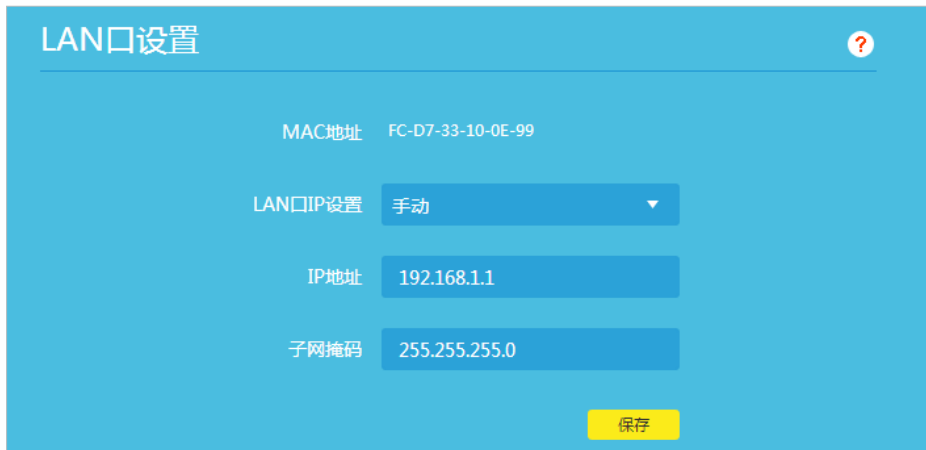 LAN口设置
?
MAC地址 FC-D7-33-10-0E-99
LAN口IP设置 手动
IP地址 192.168.1.1
子网掩码 255.255.255.0
保存